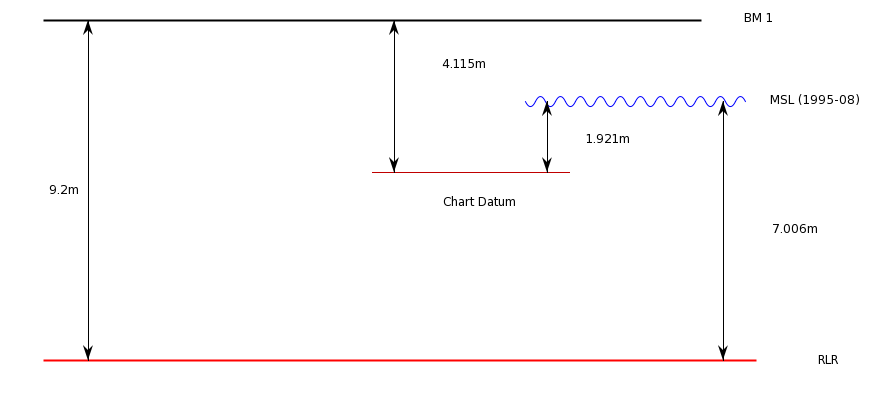 BM 1
4.115m
MSL (1995-08)
1.921m
9.2m
Chart Datum
7.006m
RLR